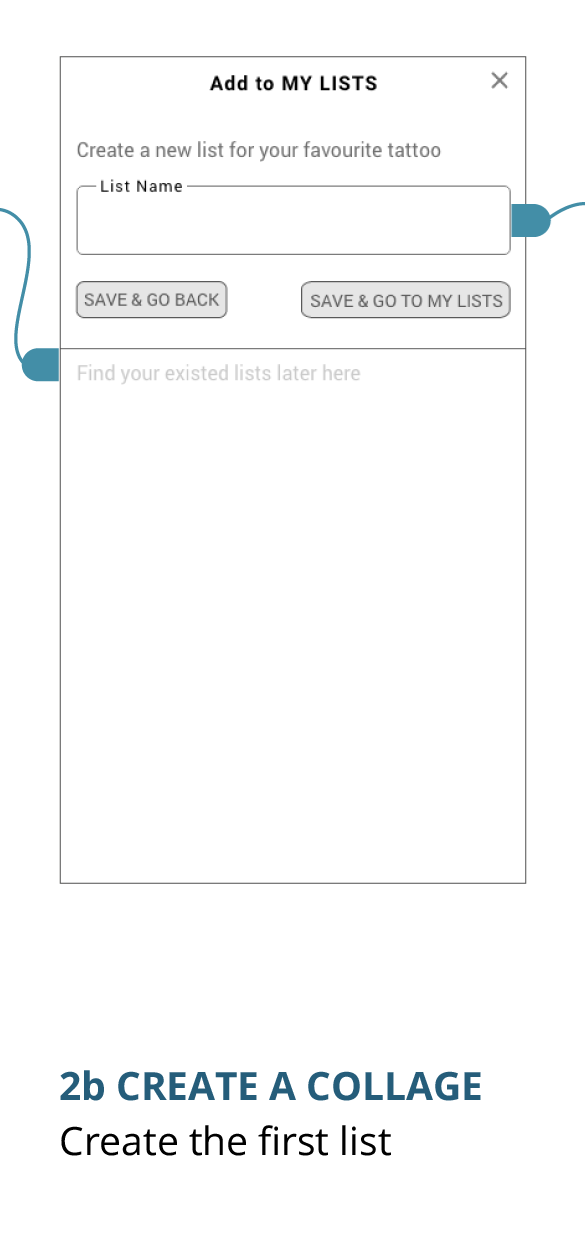 Add to MY LISTS
Create a new list for your favourite tattoo
List Name
SAVE & GO BACK
SAVE & GO TO MY LISTS
Find your existed lists later here
2b CREATE A COLLAGE
Create the first list